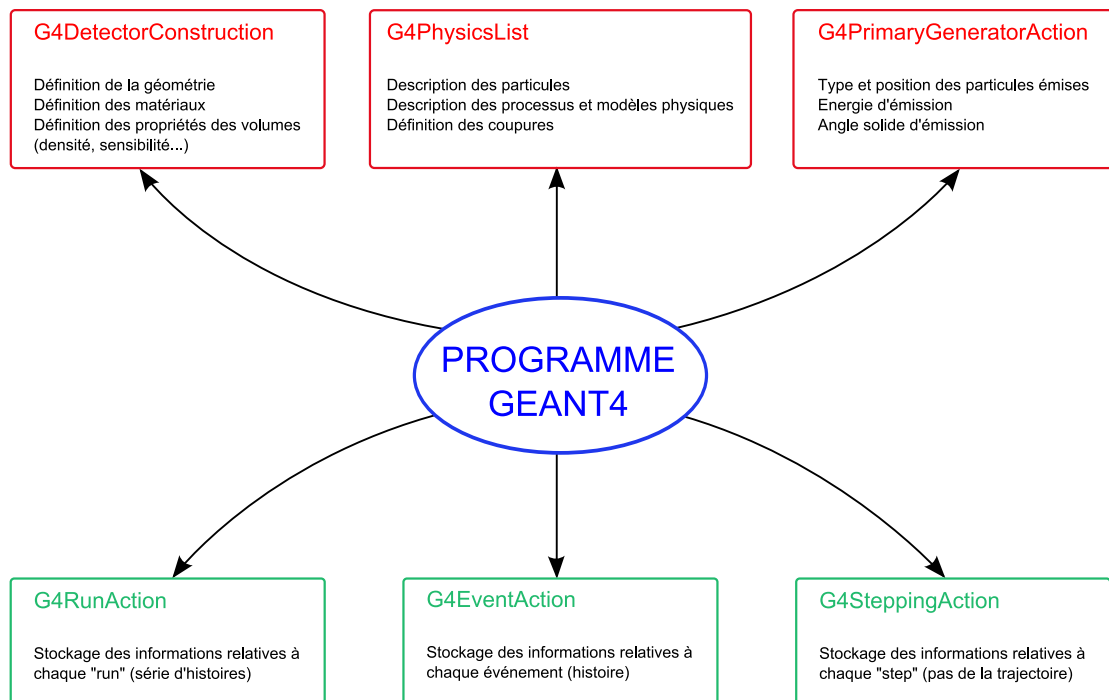 G4DetectorConstruction
Définition de la géométrie
Définition des matériaux
Définition des propriétés des volumes
(densité, sensibilité...)
G4PhysicsList
Description des particules
Description des processus et modèles physiques
Définition des coupures
G4PrimaryGeneratorAction
Type et position des particules émises
Energie d'émission
Angle solide d'émission
PROGRAMME
GEANT4
G4RunAction
Stockage des informations relatives à
chaque "run" (série d'histoires)
G4EventAction
Stockage des informations relatives à
chaque événement (histoire)
G4SteppingAction
Stockage des informations relatives à
chaque "step" (pas de la trajectoire)